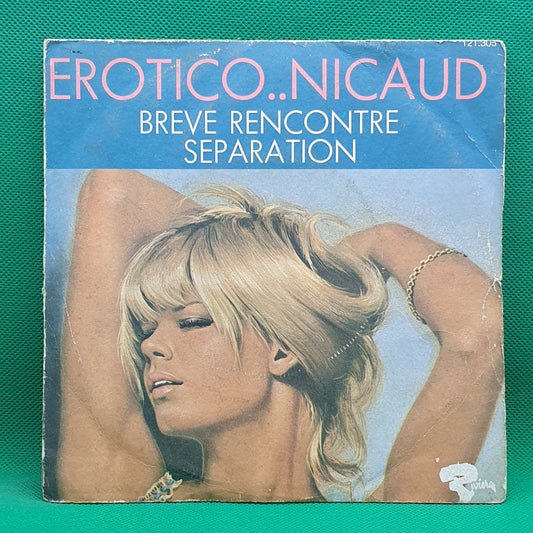 121.305
EROTICO..NICAUD
BREVE RENCONTRE
SEPARATION
Riviera